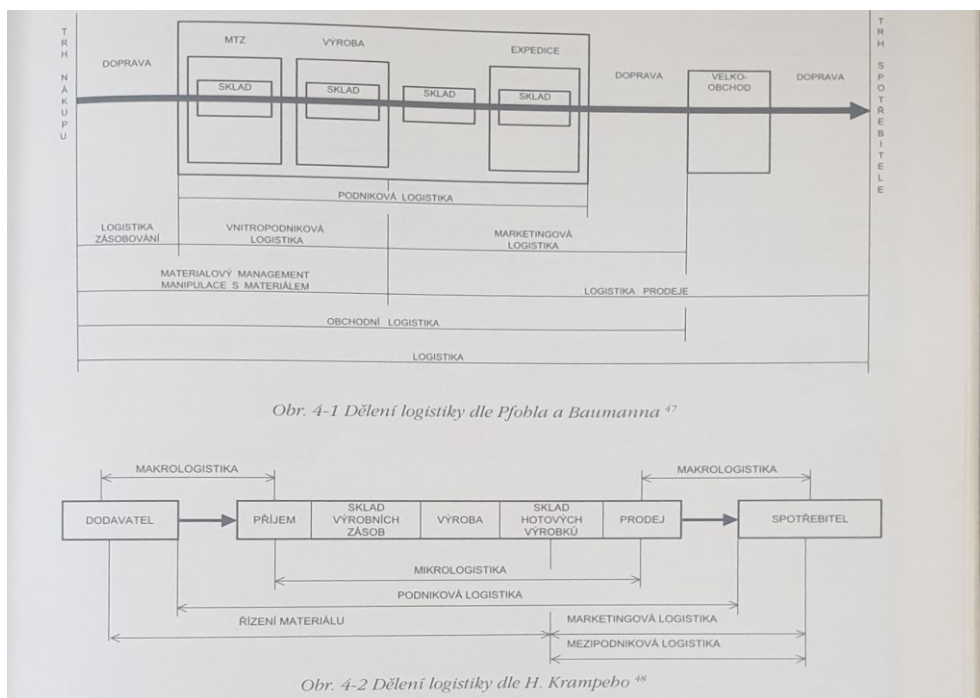 TRH NÁKUPU
DOPRAVA
MTZ
SKLAD
VÝROBA
SKLAD
SKLAD
EXPEDICE
SKLAD
DOPRAVA
VELKO-
OBCHOD
DOPRAVA
TRH SPOTŘEBITELE
PODNIKOVÁ LOGISTIKA
LOGISTIKA
ZÁSOBOVÁNÍ
VNITROPODNIKOVÁ
LOGISTIKA
MARKETINGOVÁ
LOGISTIKA
MATERIALOVÝ MANAGEMENT
MANIPULACE S MATERIÁLEM
LOGISTIKA PRODEJE
OBCHODNÍ LOGISTIKA
LOGISTIKA
Obr. 4-1 Dělení logistiky dle Pfohla a Baumanna 47
MAKROLOGISTIKA
MAKROLOGISTIKA
DODAVATEL
PŘÍJEM
SKLAD
VÝROBNÍCH
ZÁSOB
VÝROBA
SKLAD
HOTOVÝCH
VÝROBKŮ
PRODEJ
SPOTŘEBITEL
MIKROLOGISTIKA
PODNIKOVÁ LOGISTIKA
ŘÍZENÍ MATERIÁLU
MARKETINGOVÁ LOGISTIKA
MEZIPODNIKOVÁ LOGISTIKA
Obr. 4-2 Dělení logistiky dle H. Krampeho 48